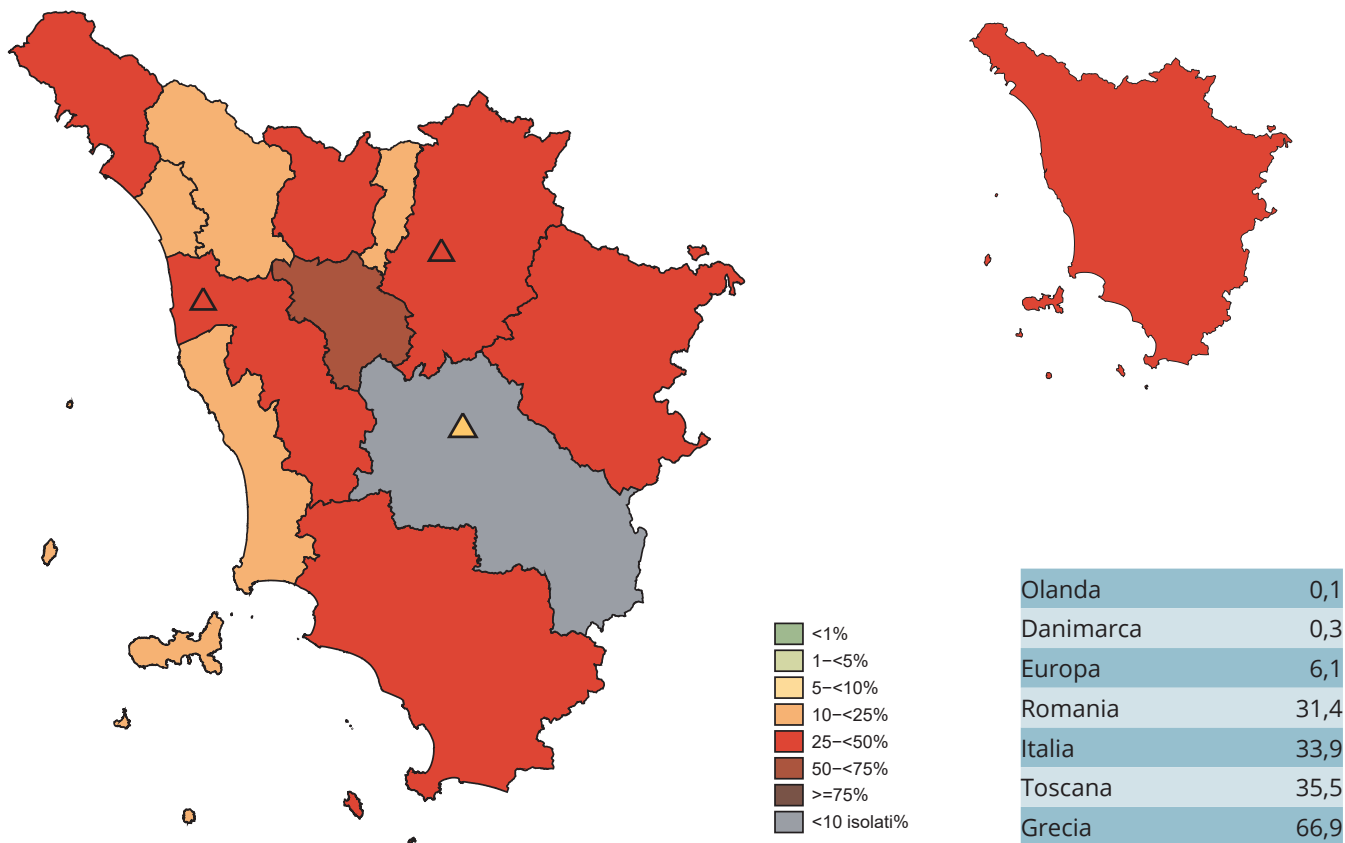 <1%
1−<5%
5−<10%
10−<25%
25−<50%
50−<75%
>=75%
<10 isolati%
Olanda 0,1
Danimarca 0,3
Europa 6,1
Romania 31,4
Italia 33,9
Toscana 35,5
Grecia 66,9